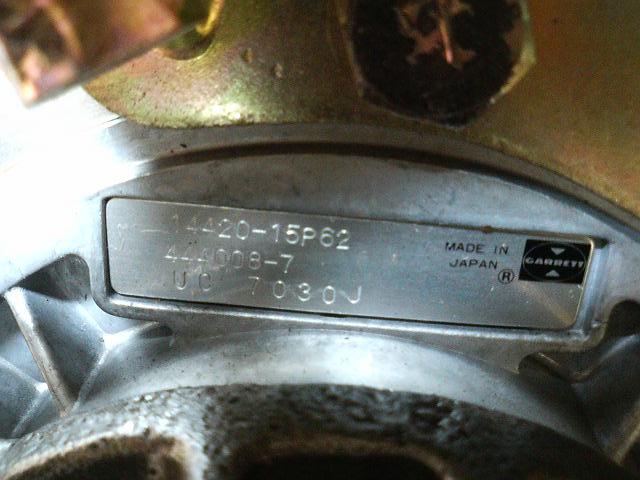 14420-15P62
444008-7
UC 7030J
MADE IN
JAPAN
®
GARRETT